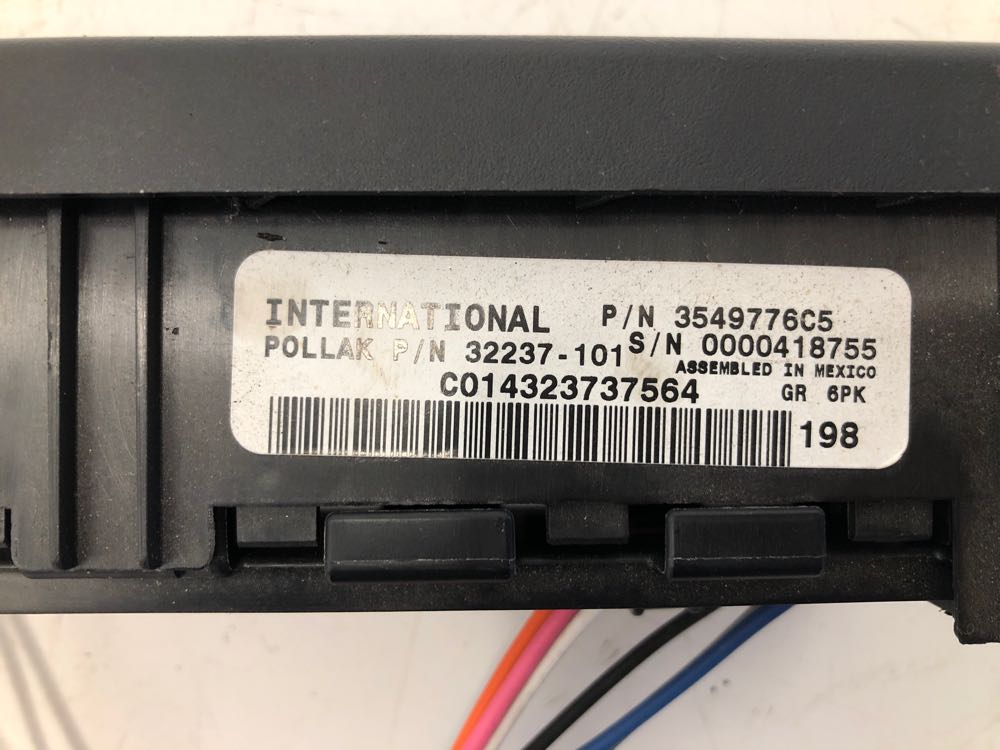 INTERNATIONAL P/N 3549776C5
POLLAK P/N 32237-101 S/N 0000418755
ASSEMBLED IN MEXICO
C014323737564 GR 6PK
198